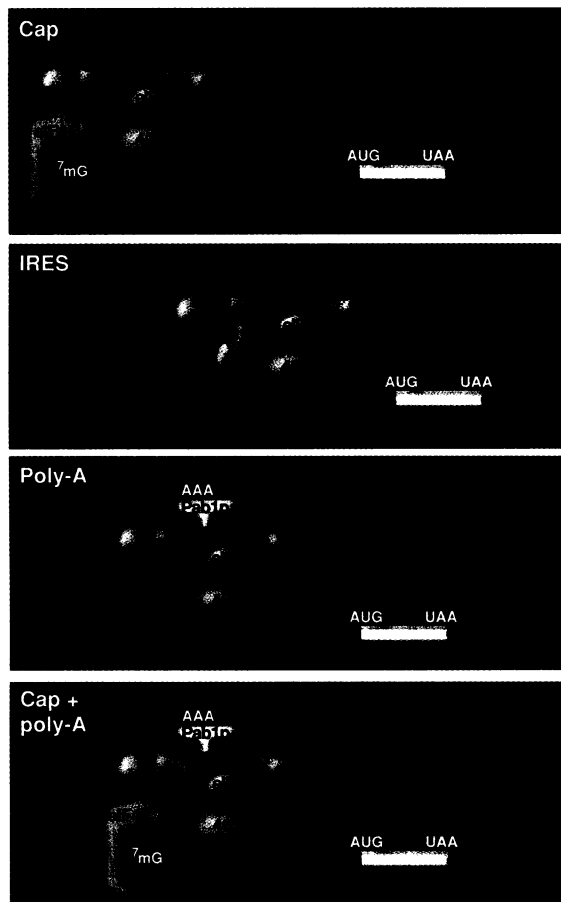 Cap
AUG UAA
⁷mG
IRES
AUG UAA
Poly-A
AAA
Pab1p
AUG UAA
Cap +
poly-A
AAA
Pab1p
AUG UAA
⁷mG